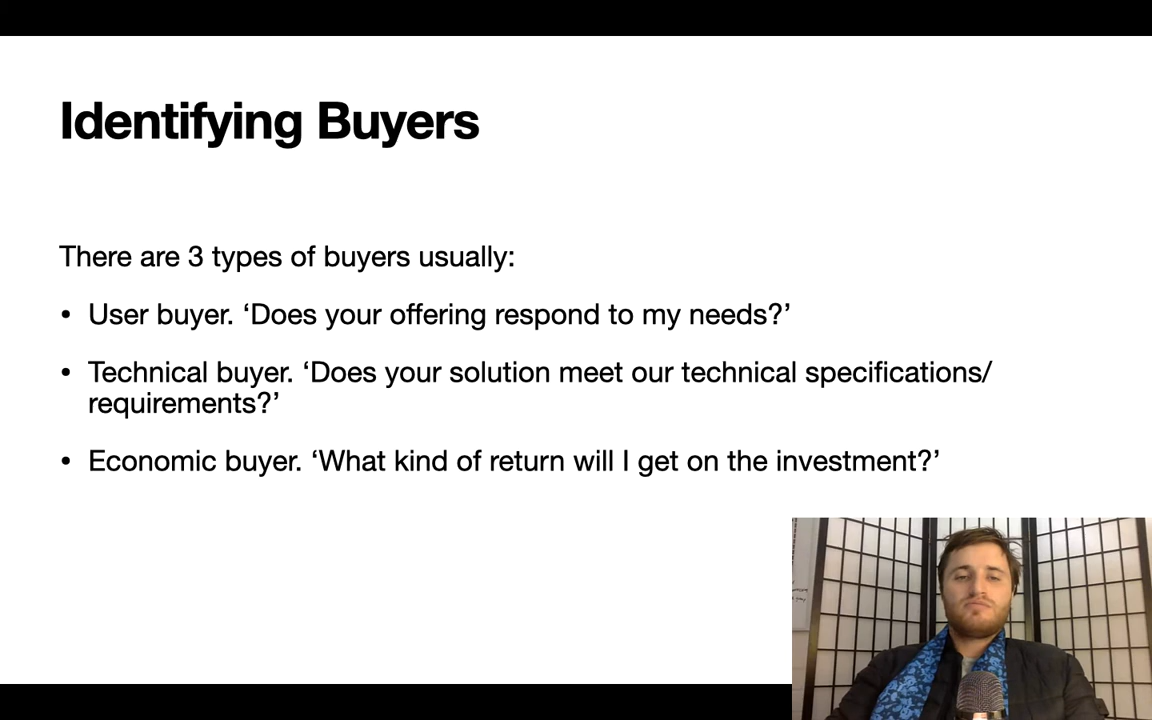 Identifying Buyers
There are 3 types of buyers usually:
• User buyer. ‘Does your offering respond to my needs?’
• Technical buyer. ‘Does your solution meet our technical specifications/
requirements?’
• Economic buyer. ‘What kind of return will I get on the investment?’